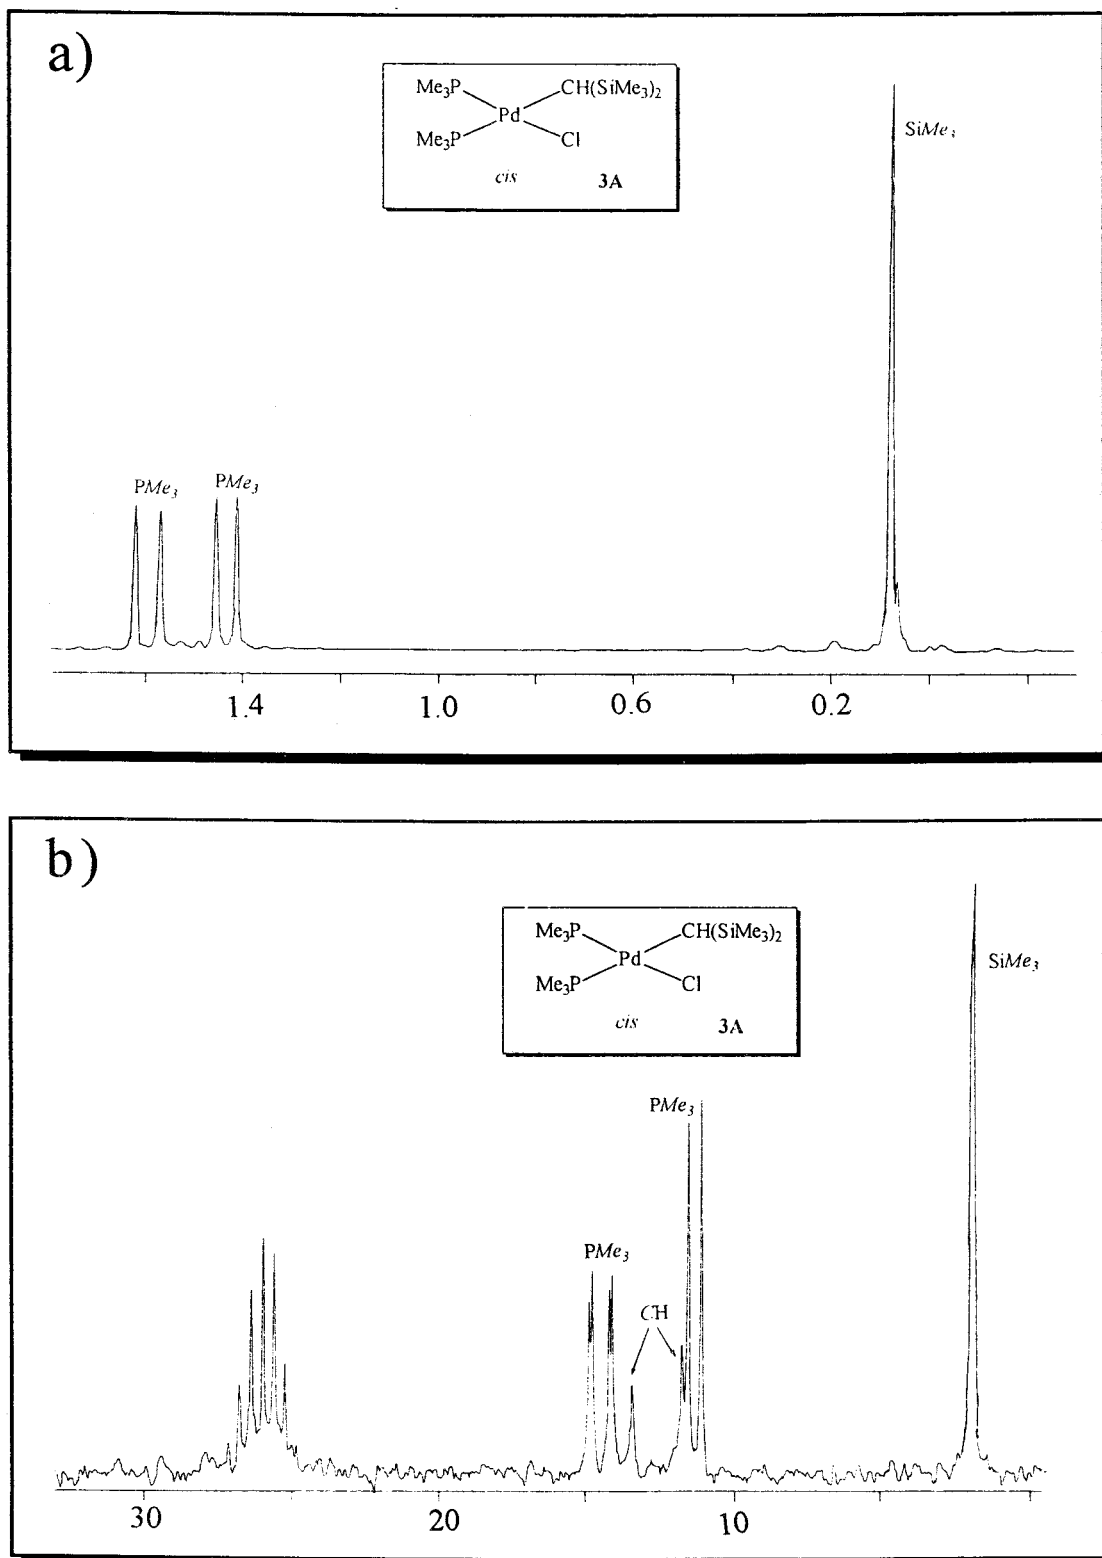 a)
Me₃P CH(SiMe₃)₂
Pd
Me₃P Cl
cis 3A
SiMe₃
PMe₃ PMe₃
1.4 1.0 0.6 0.2
b)
Me₃P CH(SiMe₃)₂
Pd
Me₃P Cl
cis 3A
SiMe₃
PMe₃
PMe₃
CH
30 20 10